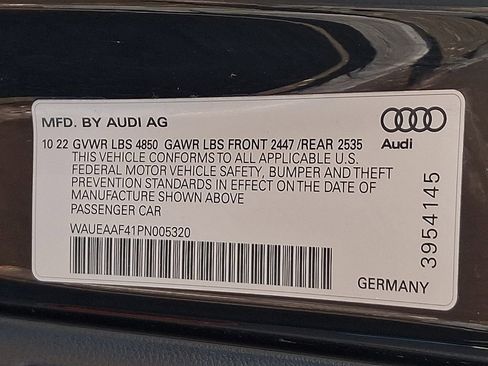 MFD. BY AUDI AG
Audi
10 22 GVWR LBS 4850 GAWR LBS FRONT 2447 /REAR 2535
THIS VEHICLE CONFORMS TO ALL APPLICABLE U.S.
FEDERAL MOTOR VEHICLE SAFETY, BUMPER AND THEFT
PREVENTION STANDARDS IN EFFECT ON THE DATE OF
MANUFACTURE SHOWN ABOVE
PASSENGER CAR
WAUEAAF41PN005320
3954145
GERMANY